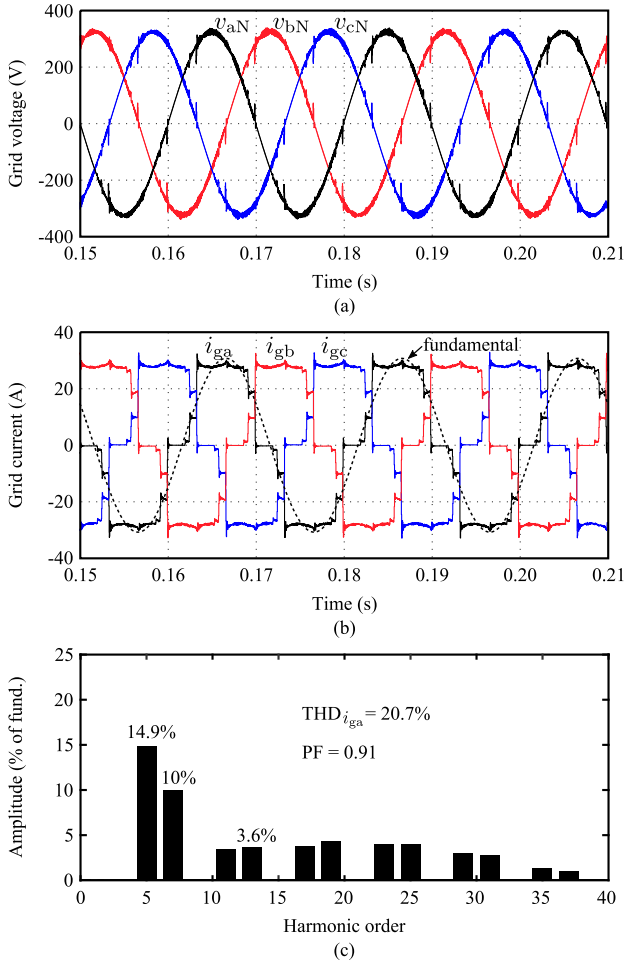 400
200
0
-200
-400
Grid voltage (V)
v_aN v_bN v_cN
0.15 0.16 0.17 0.18 0.19 0.20 0.21
Time (s)
(a)
40
20
0
-20
-40
Grid current (A)
i_ga i_gb i_gc fundamental
0.15 0.16 0.17 0.18 0.19 0.20 0.21
Time (s)
(b)
25
20
15
10
5
0
Amplitude (% of fund.)
THD i_ga = 20.7%
PF = 0.91
14.9%
10%
3.6%
0 5 10 15 20 25 30 35 40
Harmonic order
(c)